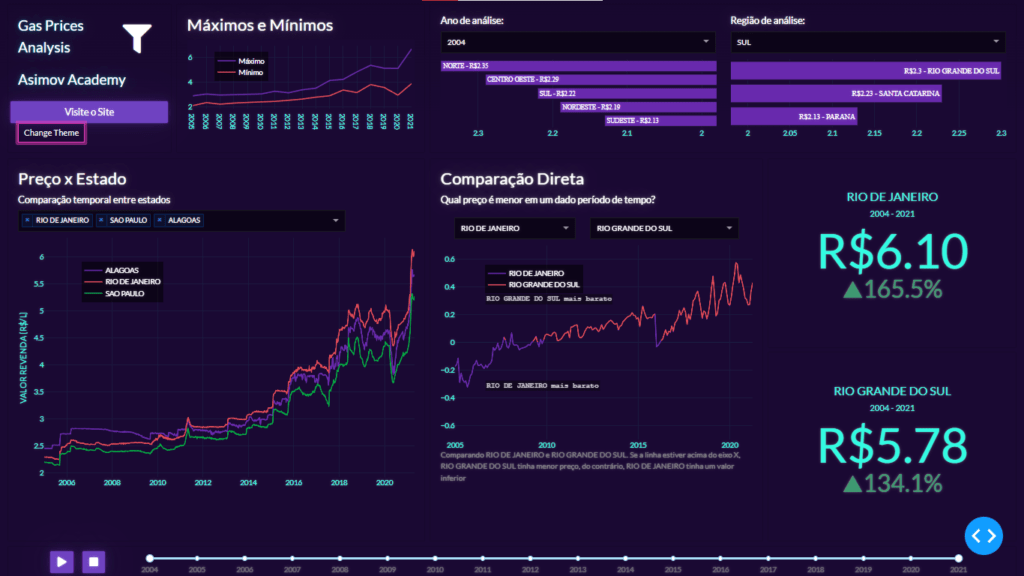 Gas Prices
Analysis
Asimov Academy
Visite o Site
Change Theme
Máximos e Mínimos
Máximo
Mínimo
6
4
2
2005 2006 2007 2008 2009 2010 2011 2012 2013 2014 2015 2016 2017 2018 2019 2020 2021
Ano de análise:
2004
NORTE - R$2.35
CENTRO OESTE - R$2.29
SUL - R$2.22
NORDESTE - R$2.19
SUDESTE - R$2.13
2.3 2.2 2.1 2
Região de análise:
SUL
R$2.3 - RIO GRANDE DO SUL
R$2.23 - SANTA CATARINA
R$2.13 - PARANA
2 2.05 2.1 2.15 2.2 2.25 2.3
Preço x Estado
Comparação temporal entre estados
× RIO DE JANEIRO × SAO PAULO × ALAGOAS
ALAGOAS
RIO DE JANEIRO
SAO PAULO
VALOR REVENDA (R$/L)
6
5.5
5
4.5
4
3.5
3
2.5
2
2006 2008 2010 2012 2014 2016 2018 2020
Comparação Direta
Qual preço é menor em um dado período de tempo?
RIO DE JANEIRO
RIO GRANDE DO SUL
RIO DE JANEIRO
RIO GRANDE DO SUL
RIO GRANDE DO SUL mais barato
RIO DE JANEIRO mais barato
0.6
0.4
0.2
0
−0.2
−0.4
−0.6
2005 2010 2015 2020
Comparando RIO DE JANEIRO e RIO GRANDE DO SUL. Se a linha estiver acima do eixo X,
RIO GRANDE DO SUL tinha menor preço, do contrário, RIO DE JANEIRO tinha um valor
inferior
RIO DE JANEIRO
2004 - 2021
R$6.10
▲165.5%
RIO GRANDE DO SUL
2004 - 2021
R$5.78
▲134.1%
2004 2005 2006 2007 2008 2009 2010 2011 2012 2013 2014 2015 2016 2017 2018 2019 2020 2021